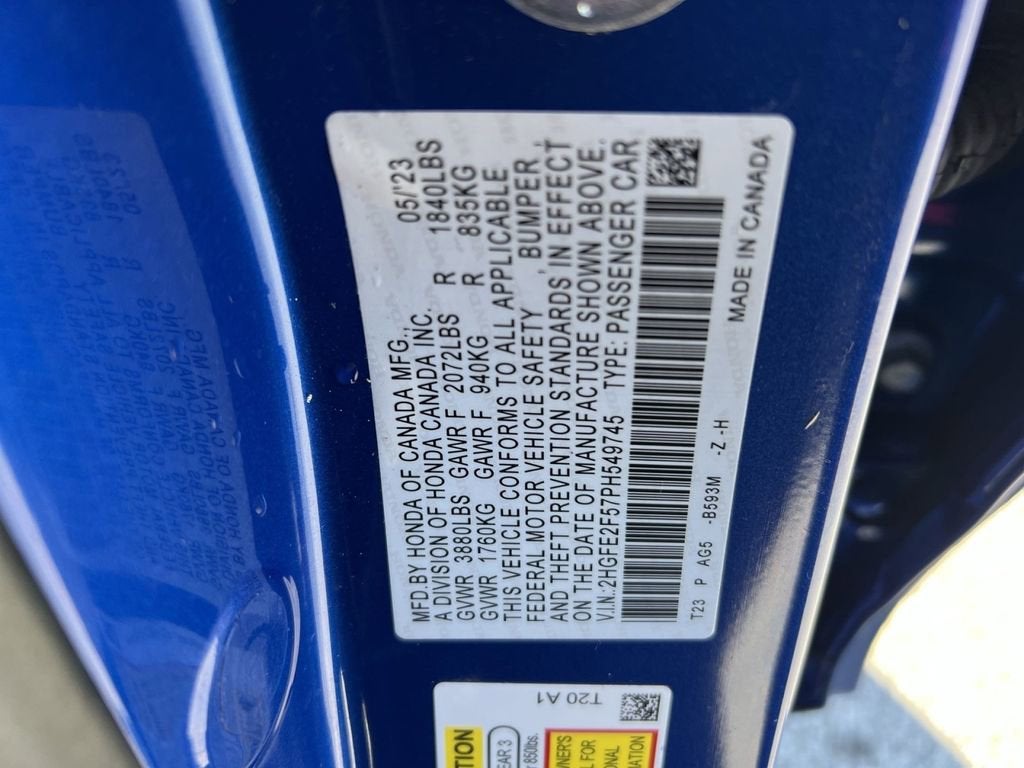 MFD.BY HONDA OF CANADA MFG., 05/'23
A DIVISION OF HONDA CANADA INC.
GVWR 3880LBS GAWR F 2072LBS R 1840LBS
GVWR 1760KG GAWR F 940KG R 835KG
THIS VEHICLE CONFORMS TO ALL APPLICABLE
FEDERAL MOTOR VEHICLE SAFETY , BUMPER ,
AND THEFT PREVENTION STANDARDS IN EFFECT
ON THE DATE OF MANUFACTURE SHOWN ABOVE.
V.I.N.:2HGFE2F57PH549745 TYPE: PASSENGER CAR
T23 P AG5 -B593M -Z -H
MADE IN CANADA
T20 A1